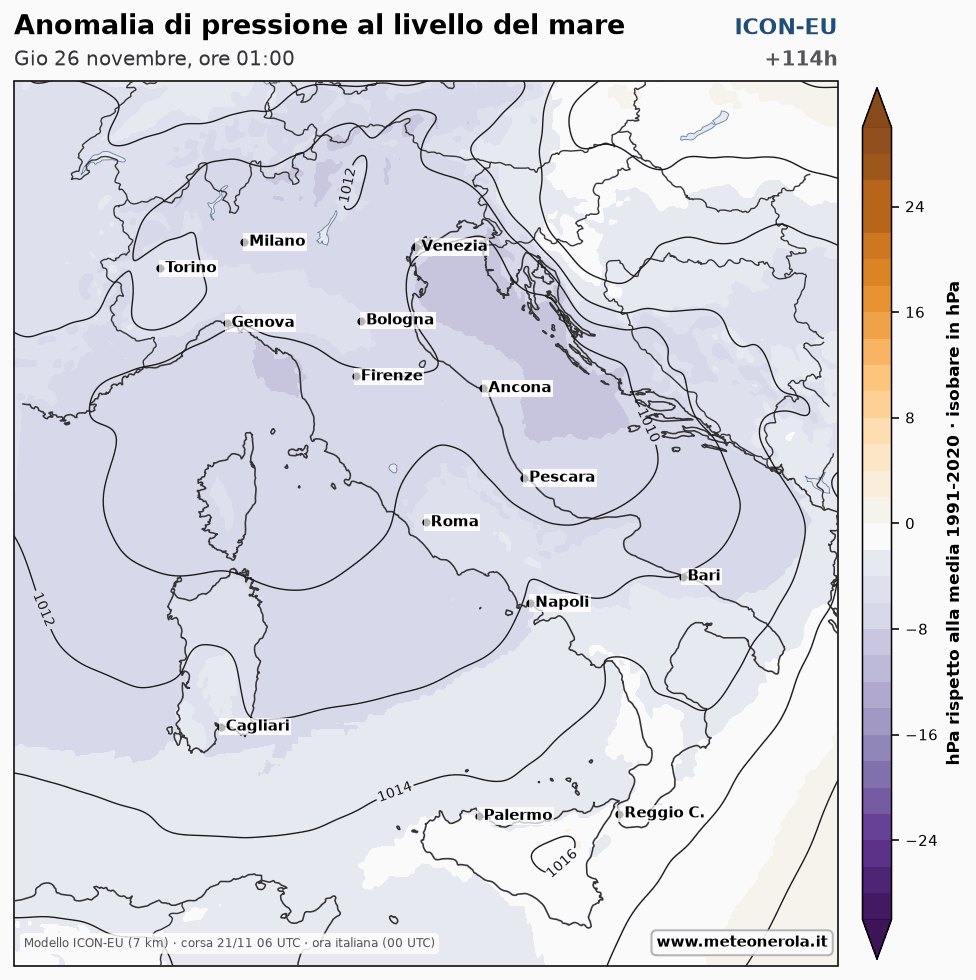 Anomalia di pressione al livello del mare
ICON-EU
Gio 26 novembre, ore 01:00
+114h
1012
Milano
Venezia
Torino
Genova
Bologna
Firenze
Ancona
1010
Pescara
Roma
Bari
1012
Napoli
Cagliari
1014
Palermo
Reggio C.
1016
Modello ICON-EU (7 km) · corsa 21/11 06 UTC · ora italiana (00 UTC)
www.meteonerola.it
24
16
8
0
−8
−16
−24
hPa rispetto alla media 1991-2020 · isobare in hPa